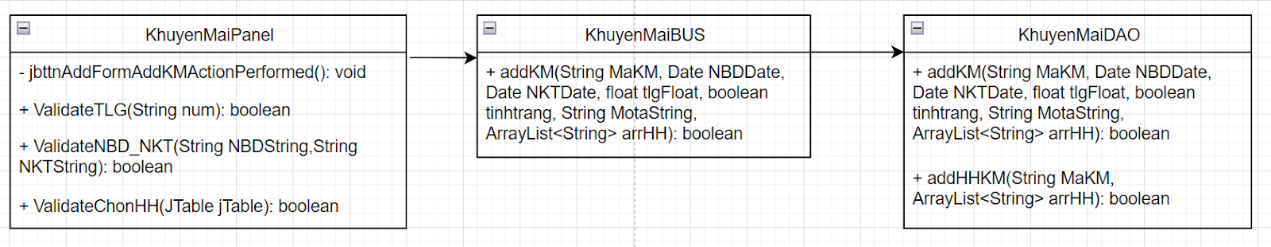 KhuyenMaiPanel
- jbttnAddFormAddKMActionPerformed(): void
+ ValidateTLG(String num): boolean
+ ValidateNBD_NKT(String NBDString,String
NKTString): boolean
+ ValidateChonHH(JTable jTable): boolean
KhuyenMaiBUS
+ addKM(String MaKM, Date NBDDate,
Date NKTDate, float tlgFloat, boolean
tinhtrang, String MotaString,
ArrayList<String> arrHH): boolean
KhuyenMaiDAO
+ addKM(String MaKM, Date NBDDate,
Date NKTDate, float tlgFloat, boolean
tinhtrang, String MotaString,
ArrayList<String> arrHH): boolean
+ addHHKM(String MaKM,
ArrayList<String> arrHH): boolean